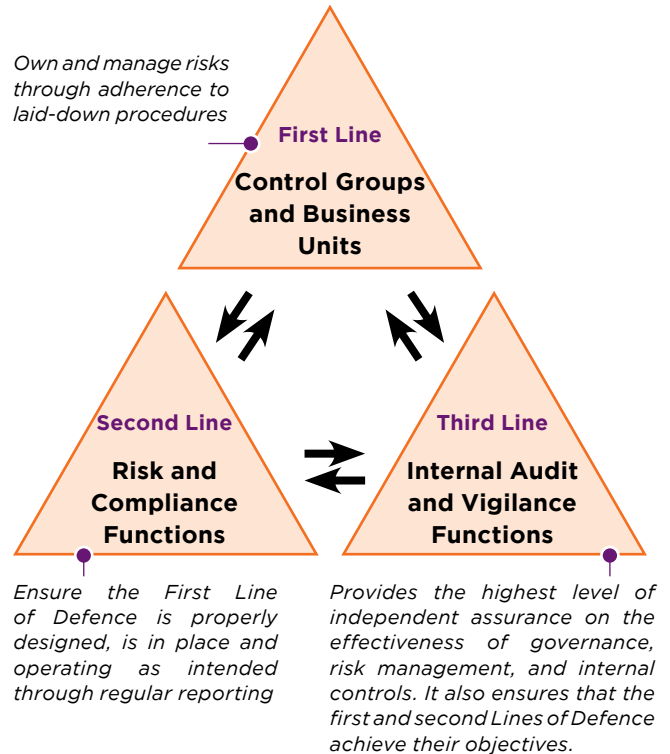 Own and manage risks
through adherence to
laid-down procedures
First Line
Control Groups
and Business
Units
Second Line
Risk and
Compliance
Functions
Third Line
Internal Audit
and Vigilance
Functions
Ensure the First Line
of Defence is properly
designed, is in place and
operating as intended
through regular reporting
Provides the highest level of
independent assurance on the
effectiveness of governance,
risk management, and internal
controls. It also ensures that the
first and second Lines of Defence
achieve their objectives.